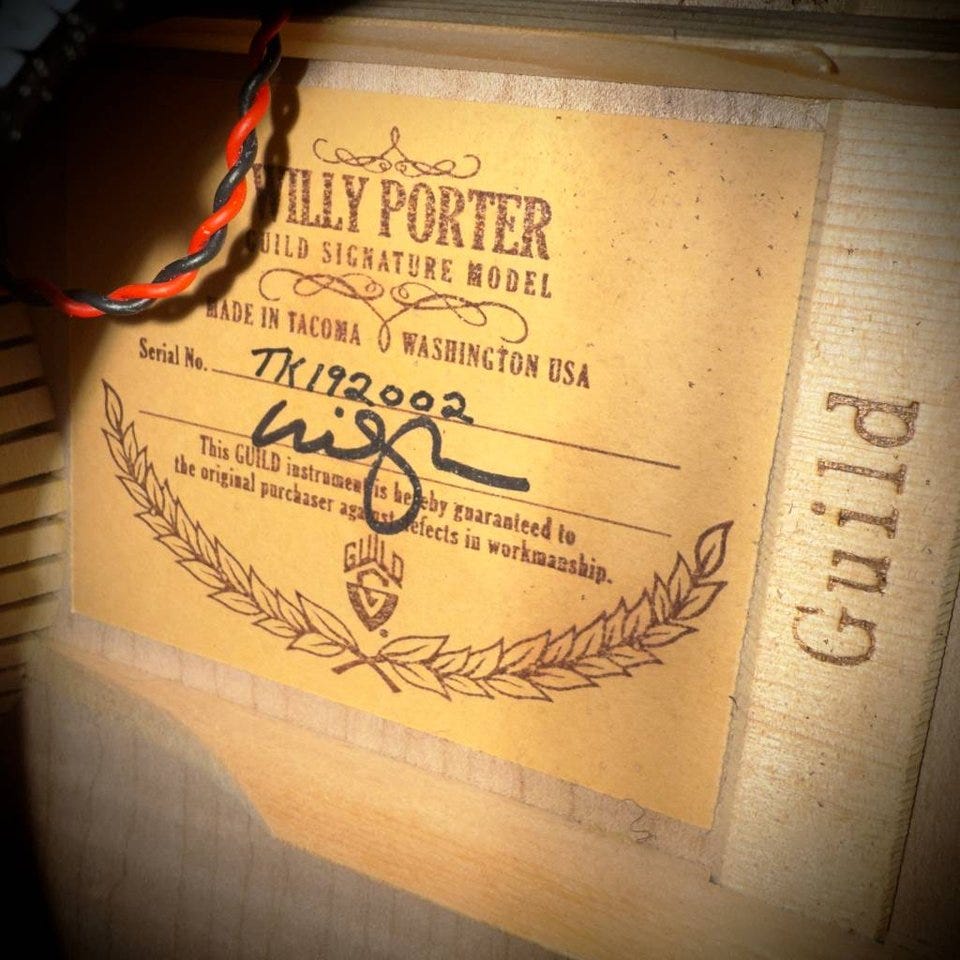 WILLY PORTER
GUILD SIGNATURE MODEL
MADE IN TACOMA WASHINGTON USA
Serial No. TK192002
This GUILD instrument is hereby guaranteed to
the original purchaser against defects in workmanship.
GUILD
G
Guild